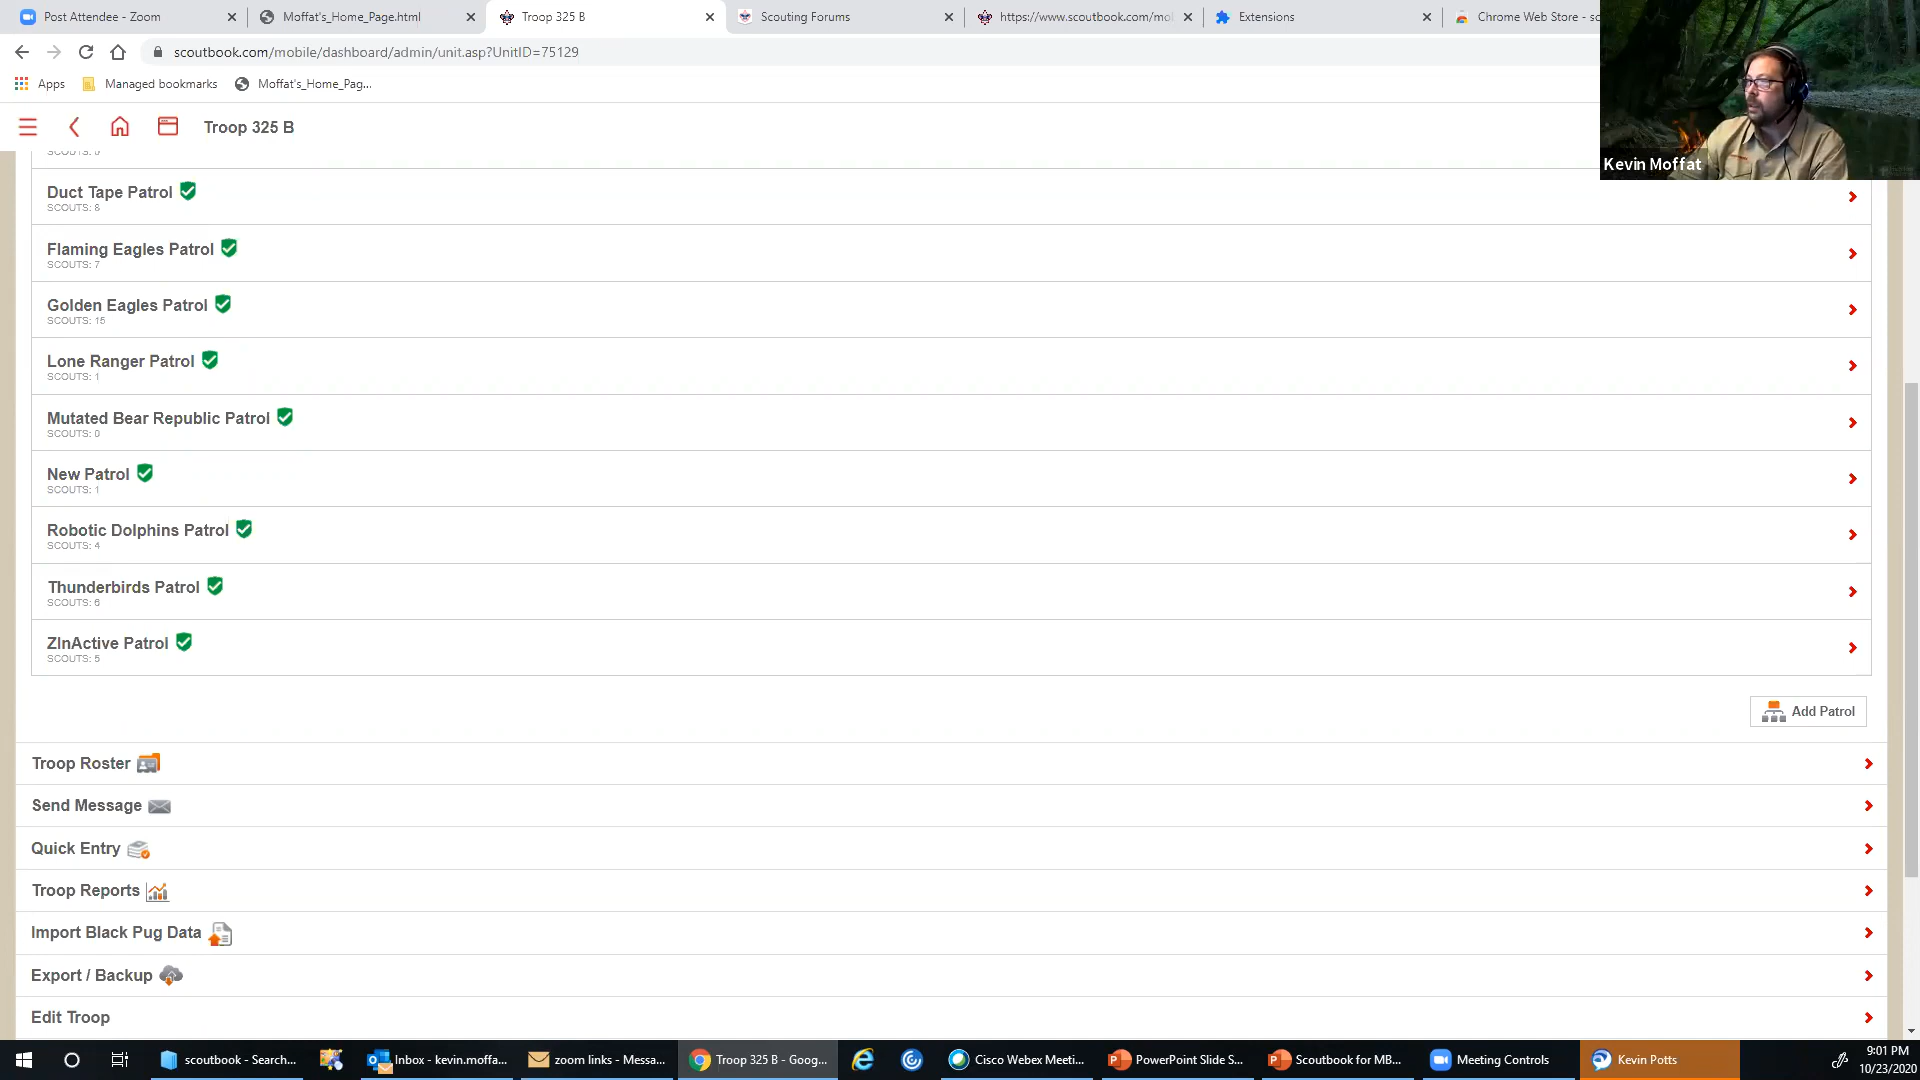 Post Attendee - Zoom
Moffat's_Home_Page.html
Troop 325 B
Scouting Forums
https://www.scoutbook.com/mo
Extensions
Chrome Web Store - sc
scoutbook.com/mobile/dashboard/admin/unit.asp?UnitID=75129
Apps
Managed bookmarks
Moffat's_Home_Pag...
Troop 325 B
Kevin Moffat
Duct Tape Patrol
SCOUTS: 8
Flaming Eagles Patrol
SCOUTS: 7
Golden Eagles Patrol
SCOUTS: 15
Lone Ranger Patrol
SCOUTS: 1
Mutated Bear Republic Patrol
SCOUTS: 0
New Patrol
SCOUTS: 1
Robotic Dolphins Patrol
SCOUTS: 4
Thunderbirds Patrol
SCOUTS: 6
ZInActive Patrol
SCOUTS: 5
Add Patrol
Troop Roster
Send Message
Quick Entry
Troop Reports
Import Black Pug Data
Export / Backup
Edit Troop
scoutbook - Search...
Inbox - kevin.moffa...
zoom links - Messa...
Troop 325 B - Goog...
Cisco Webex Meeti...
PowerPoint Slide S...
Scoutbook for MB...
Meeting Controls
Kevin Potts
9:01 PM
10/23/2020